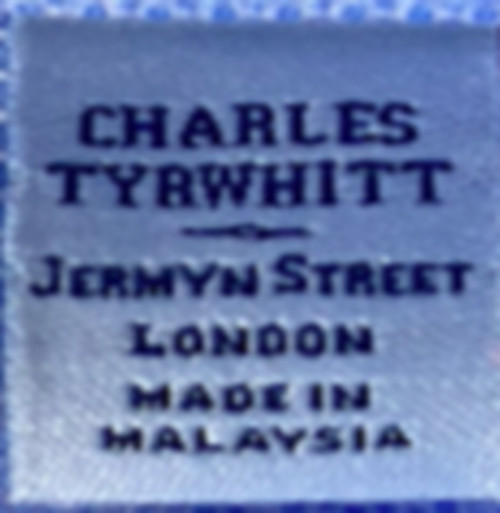 CHARLES
TYRWHITT
JERMYN STREET
LONDON
MADE IN
MALAYSIA